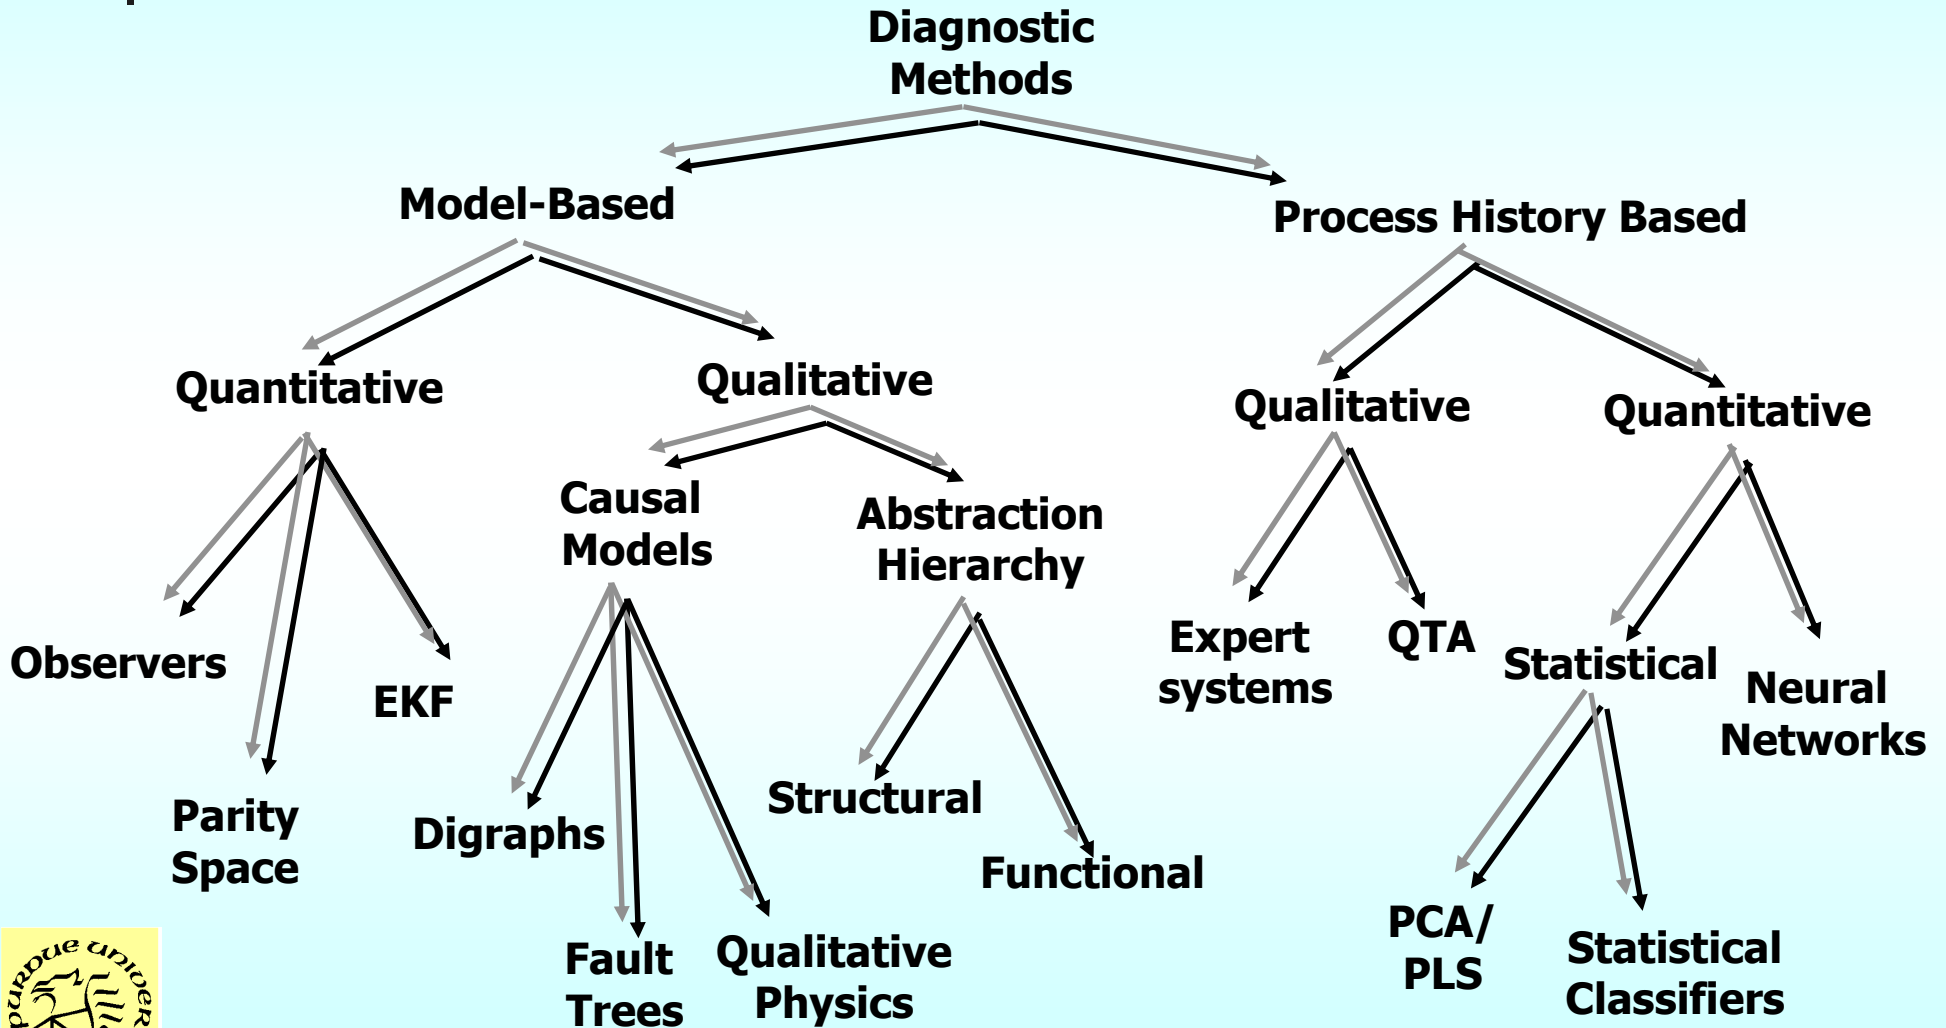 Diagnostic
Methods
Model-Based
Process History Based
Quantitative
Qualitative
Qualitative
Quantitative
Causal
Models
Abstraction
Hierarchy
Observers
EKF
Parity
Space
Digraphs
Fault
Trees
Qualitative
Physics
Structural
Functional
Expert
systems
QTA
Statistical
Neural
Networks
PCA/
PLS
Statistical
Classifiers
PURDUE